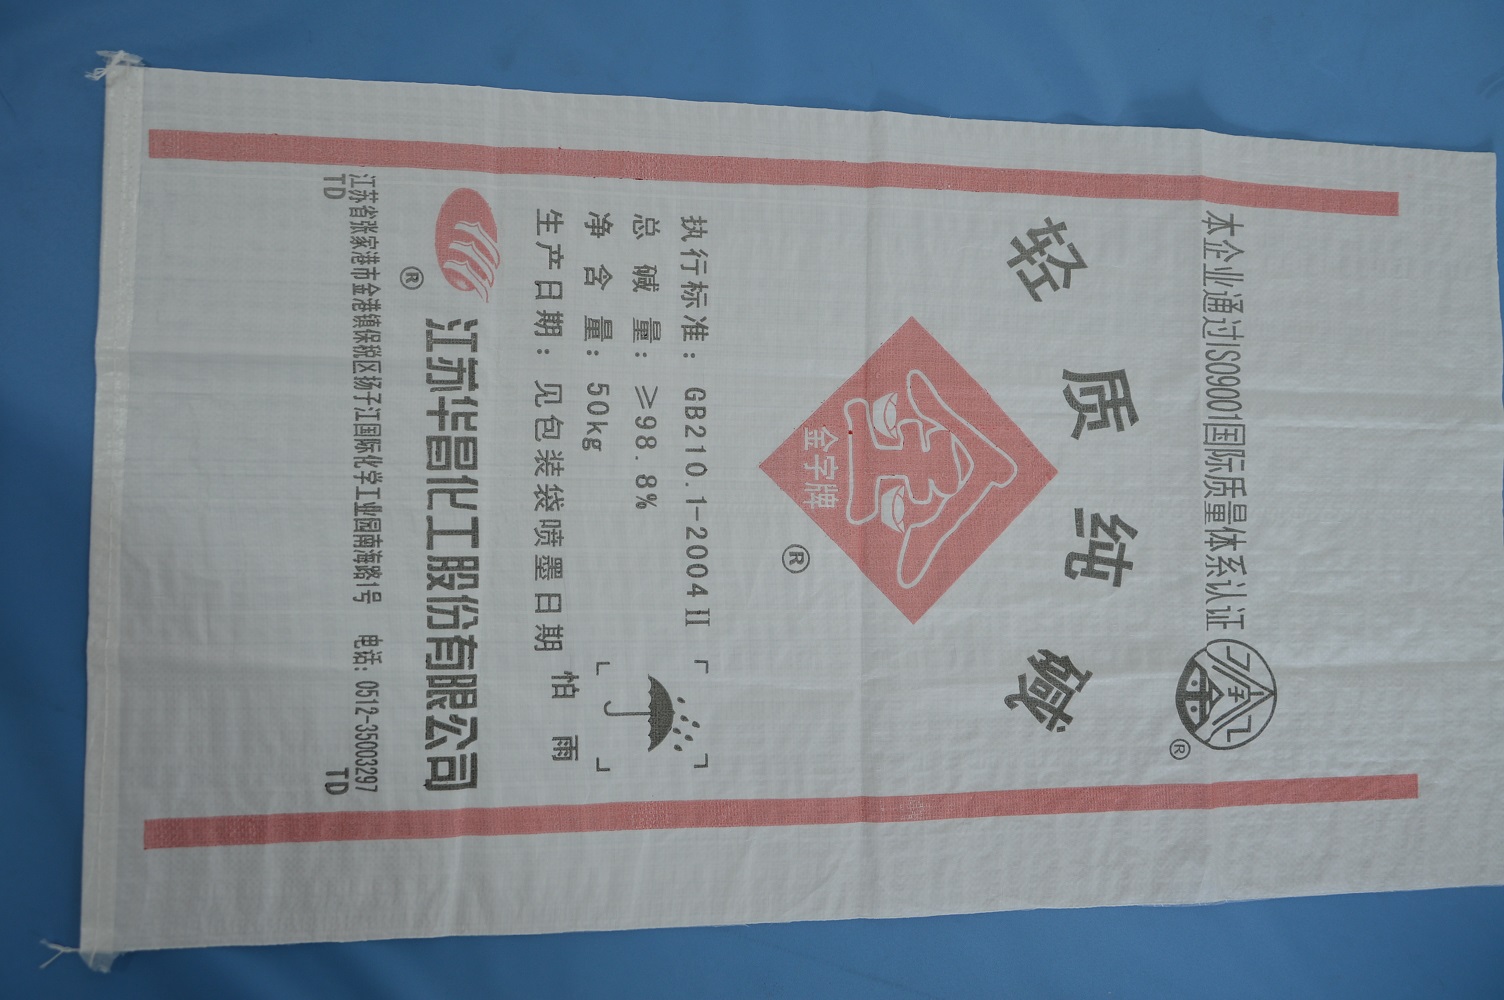 本企业通过ISO9001国际质量体系认证
®
轻质纯碱
金字牌
®
执行标准：GB210.1-2004 II
总碱量：≥98.8%
净含量：50kg
生产日期：见包装袋喷墨日期
怕雨
®
江苏华昌化工股份有限公司
江苏省张家港市金港镇保税区扬子江国际化学工业园南海路1号 电话：0512-35003297
TD TD